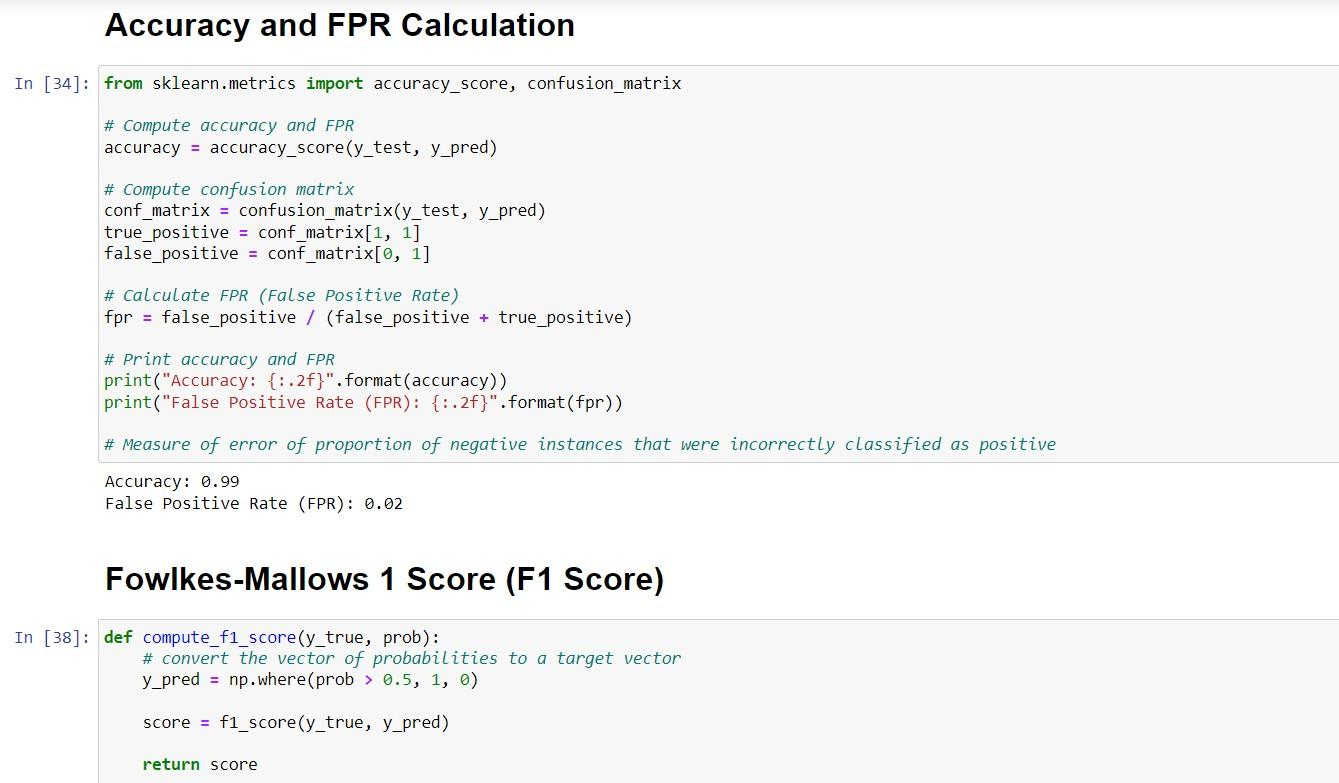 Accuracy and FPR Calculation
In [34]: from sklearn.metrics import accuracy_score, confusion_matrix
# Compute accuracy and FPR
accuracy = accuracy_score(y_test, y_pred)
# Compute confusion matrix
conf_matrix = confusion_matrix(y_test, y_pred)
true_positive = conf_matrix[1, 1]
false_positive = conf_matrix[0, 1]
# Calculate FPR (False Positive Rate)
fpr = false_positive / (false_positive + true_positive)
# Print accuracy and FPR
print("Accuracy: {:.2f}".format(accuracy))
print("False Positive Rate (FPR): {:.2f}".format(fpr))
# Measure of error of proportion of negative instances that were incorrectly classified as positive
Accuracy: 0.99
False Positive Rate (FPR): 0.02
Fowlkes-Mallows 1 Score (F1 Score)
In [38]: def compute_f1_score(y_true, prob):
# convert the vector of probabilities to a target vector
y_pred = np.where(prob > 0.5, 1, 0)
score = f1_score(y_true, y_pred)
return score